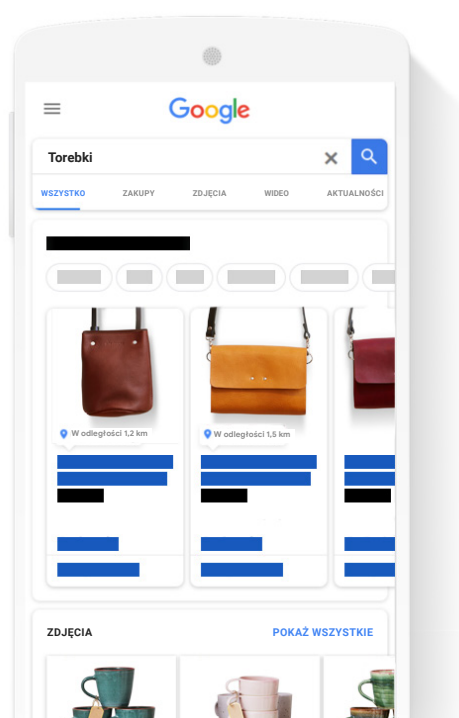 Google
Torebki
WSZYSTKO ZAKUPY ZDJĘCIA WIDEO AKTUALNOŚCI
W odległości 1,2 km W odległości 1,5 km
ZDJĘCIA POKAŻ WSZYSTKIE